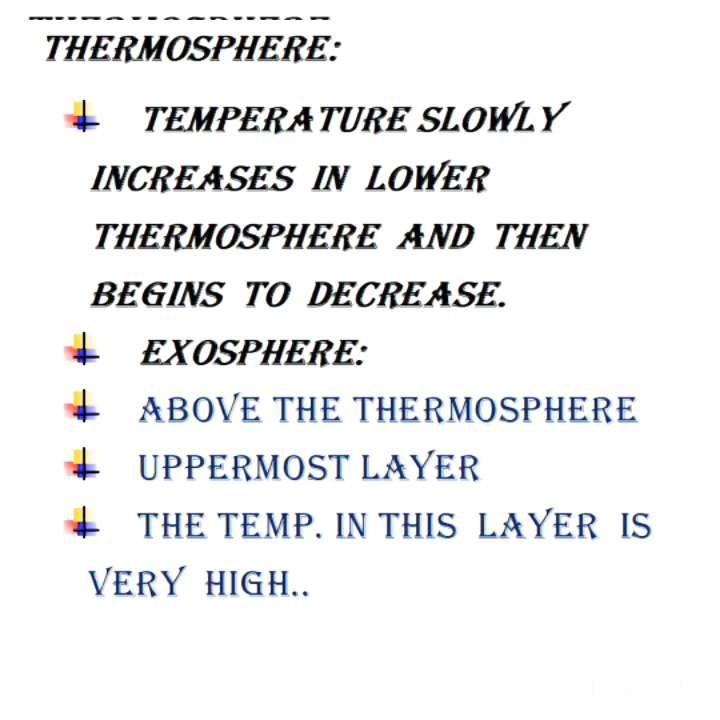 THERMOSPHERE:
TEMPERATURE SLOWLY
INCREASES IN LOWER
THERMOSPHERE AND THEN
BEGINS TO DECREASE.
EXOSPHERE:
ABOVE THE THERMOSPHERE
UPPERMOST LAYER
THE TEMP. IN THIS LAYER IS
VERY HIGH..